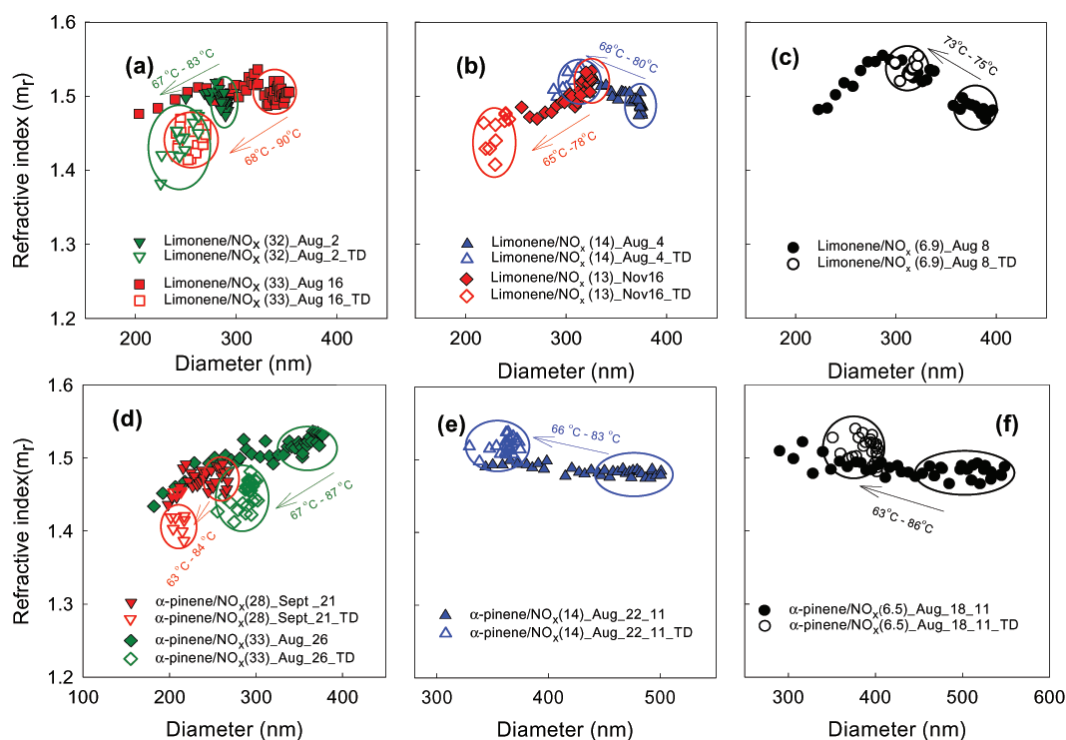 1.6
1.5
1.4
1.3
1.2
Refractive index (mr)
(a)
67 °C - 83 °C
68°C - 90°C
Limonene/NOx (32)_Aug_2
Limonene/NOx (32)_Aug_2_TD
Limonene/NOx (33)_Aug 16
Limonene/NOx (33)_Aug 16_TD
200
300
400
Diameter (nm)
(b)
68°C - 80°C
65°C -78°C
Limonene/NOx (14)_Aug_4
Limonene/NOx (14)_Aug_4_TD
Limonene/NOx (13)_Nov16
Limonene/NOx (13)_Nov16_TD
200
300
400
Diameter (nm)
(c)
73°C - 75°C
Limonene/NOx (6.9)_Aug 8
Limonene/NOx (6.9)_Aug 8_TD
200
300
400
Diameter (nm)
1.6
1.5
1.4
1.3
1.2
Refractive index(mr)
(d)
67°C - 87°C
63°C - 84°C
α-pinene/NOx(28)_Sept _21
α-pinene/NOx(28)_Sept_21_TD
α-pinene/NOx(33)_Aug_26
α-pinene/NOx(33)_Aug_26_TD
100
200
300
400
Diameter (nm)
(e)
66 °C - 83 °C
α-pinene/NOx(14)_Aug_22_11
α-pinene/NOx(14)_Aug_22_11_TD
300
400
500
Diameter (nm)
(f)
63°C - 86°C
α-pinene/NOx(6.5)_Aug_18_11
α-pinene/NOx(6.5)_Aug_18_11_TD
300
400
500
600
Diameter (nm)